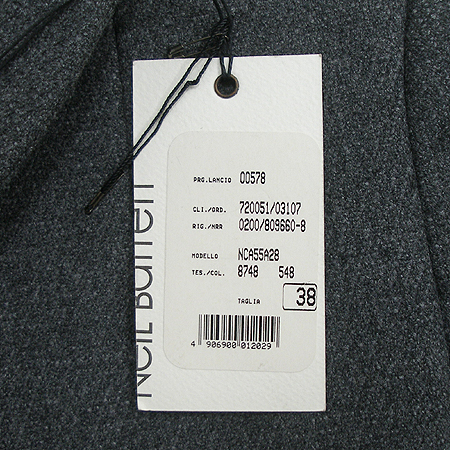 NEIL BARRETT
PRG.LANCIO 00578
CLI./ORD. 720051/03107
RIG./NRR 0200/809660-8
MODELLO NCA55A28
TES./COL. 8748 548
TAGLIA 38
4 906900 012029